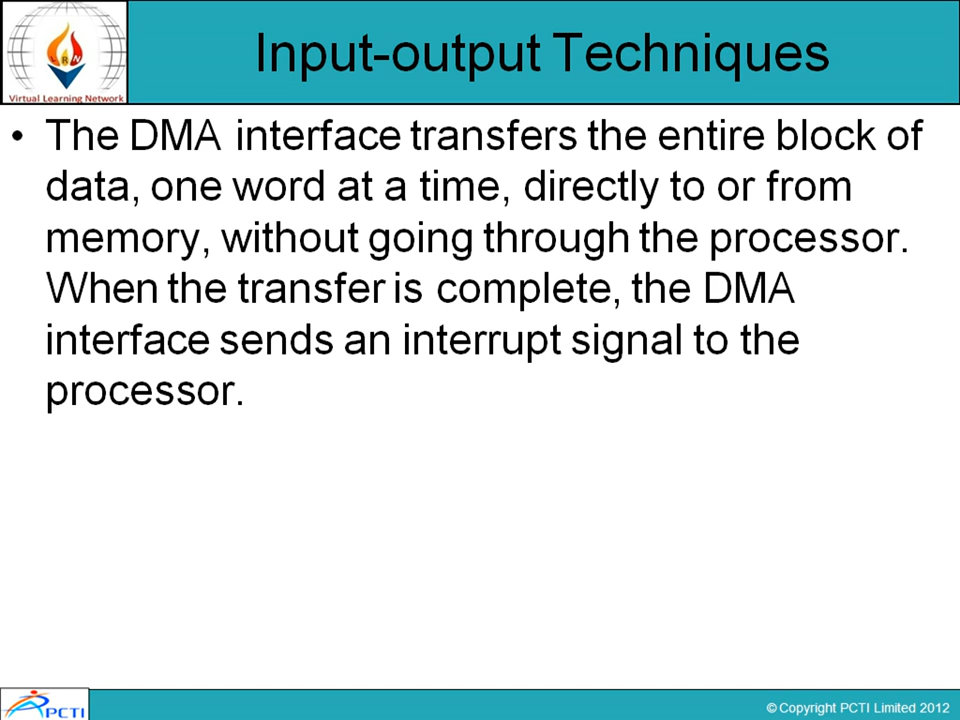 Input-output Techniques
Virtual Learning Network
• The DMA interface transfers the entire block of
data, one word at a time, directly to or from
memory, without going through the processor.
When the transfer is complete, the DMA
interface sends an interrupt signal to the
processor.
PCTI
© Copyright PCTI Limited 2012